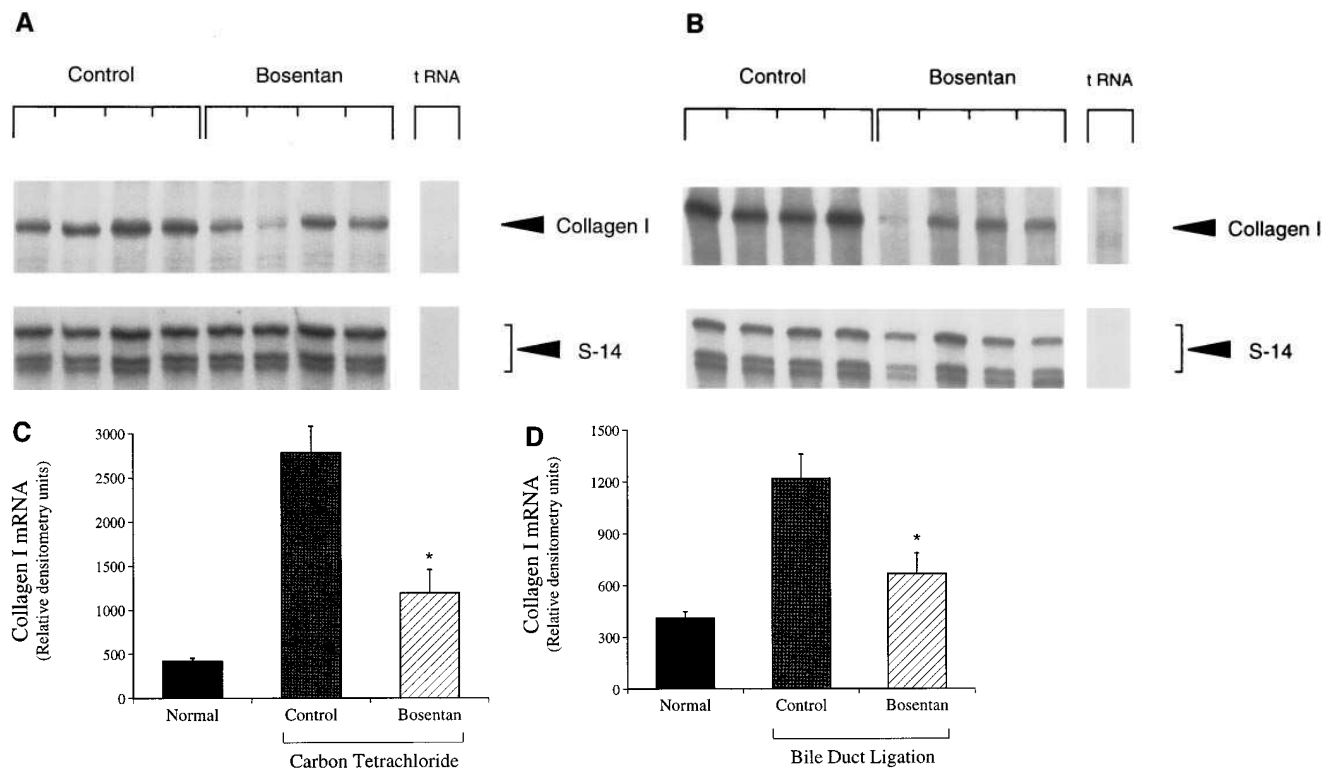 A
Control Bosentan t RNA
Collagen I
S-14
B
Control Bosentan t RNA
Collagen I
S-14
C
Collagen I mRNA
(Relative densitometry units)
3000
2500
2000
1500
1000
500
0
*
Normal Control Bosentan
Carbon Tetrachloride
D
Collagen I mRNA
(Relative densitometry units)
1500
1200
900
600
300
0
*
Normal Control Bosentan
Bile Duct Ligation